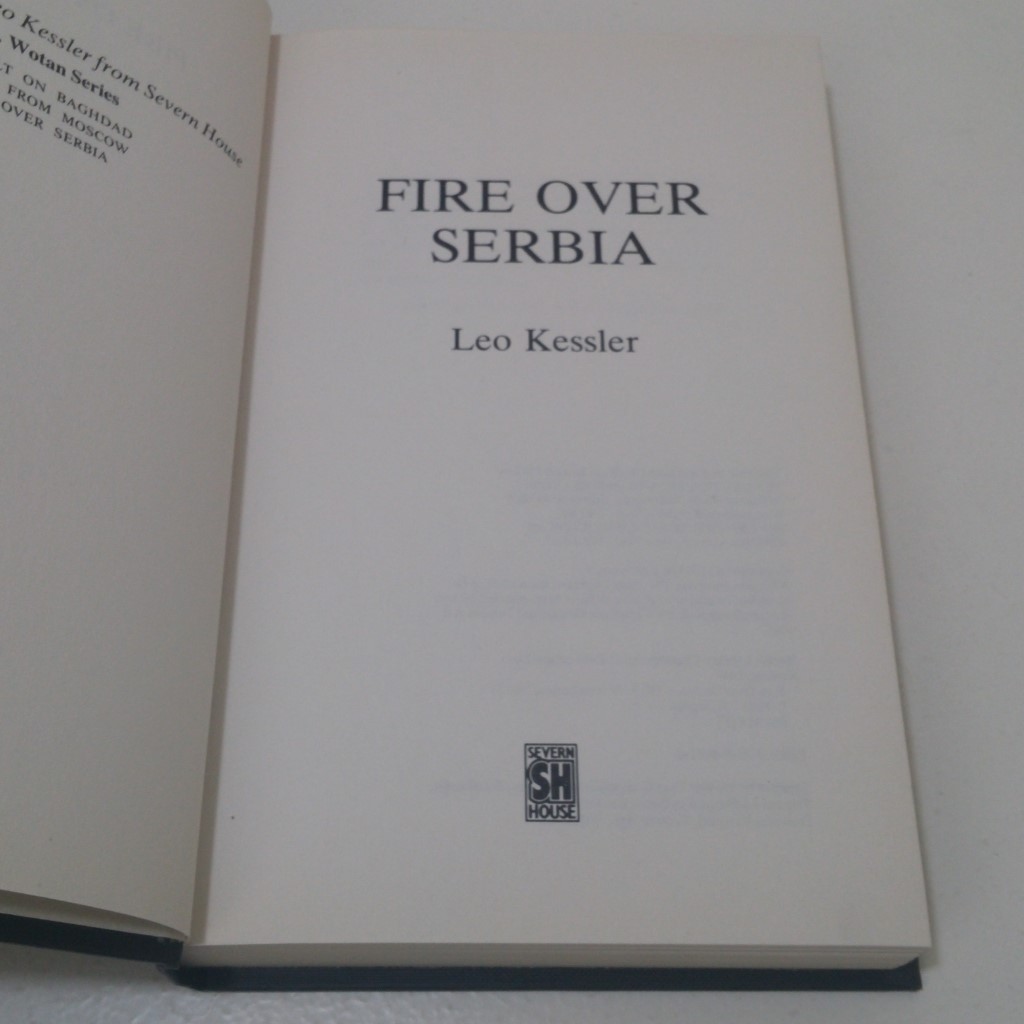 o Kessler from Severn House
Wotan Series
T ON BAGHDAD
FROM MOSCOW
OVER SERBIA
FIRE OVER
SERBIA
Leo Kessler
SEVERN
SH
HOUSE